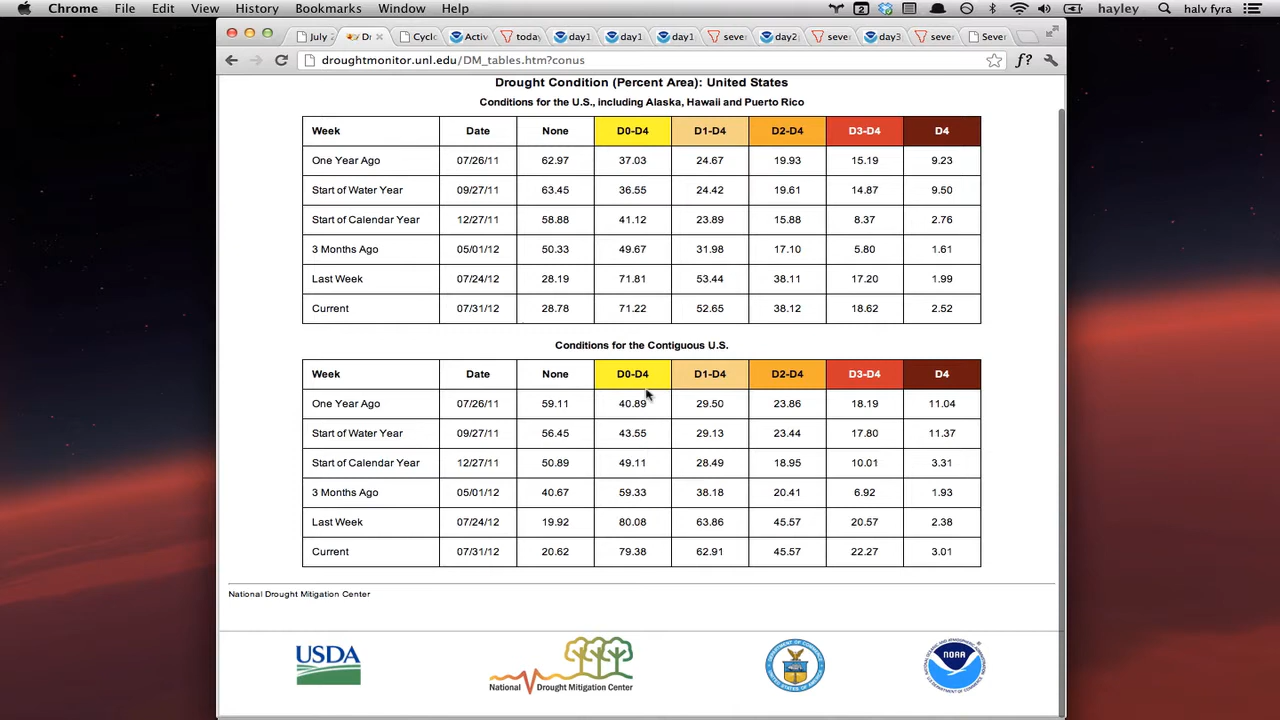 Chrome File Edit View History Bookmarks Window Help hayley halv fyra
July Dr Cyclo Activ toda day1 day1 day1 seve day2 seve day3 seve Sever
droughtmonitor.unl.edu/DM_tables.htm?conus f?
Drought Condition (Percent Area): United States
Conditions for the U.S., including Alaska, Hawaii and Puerto Rico
Week Date None D0-D4 D1-D4 D2-D4 D3-D4 D4
One Year Ago 07/26/11 62.97 37.03 24.67 19.93 15.19 9.23
Start of Water Year 09/27/11 63.45 36.55 24.42 19.61 14.87 9.50
Start of Calendar Year 12/27/11 58.88 41.12 23.89 15.88 8.37 2.76
3 Months Ago 05/01/12 50.33 49.67 31.98 17.10 5.80 1.61
Last Week 07/24/12 28.19 71.81 53.44 38.11 17.20 1.99
Current 07/31/12 28.78 71.22 52.65 38.12 18.62 2.52
Conditions for the Contiguous U.S.
Week Date None D0-D4 D1-D4 D2-D4 D3-D4 D4
One Year Ago 07/26/11 59.11 40.89 29.50 23.86 18.19 11.04
Start of Water Year 09/27/11 56.45 43.55 29.13 23.44 17.80 11.37
Start of Calendar Year 12/27/11 50.89 49.11 28.49 18.95 10.01 3.31
3 Months Ago 05/01/12 40.67 59.33 38.18 20.41 6.92 1.93
Last Week 07/24/12 19.92 80.08 63.86 45.57 20.57 2.38
Current 07/31/12 20.62 79.38 62.91 45.57 22.27 3.01
National Drought Mitigation Center
USDA
National Drought Mitigation Center
NOAA